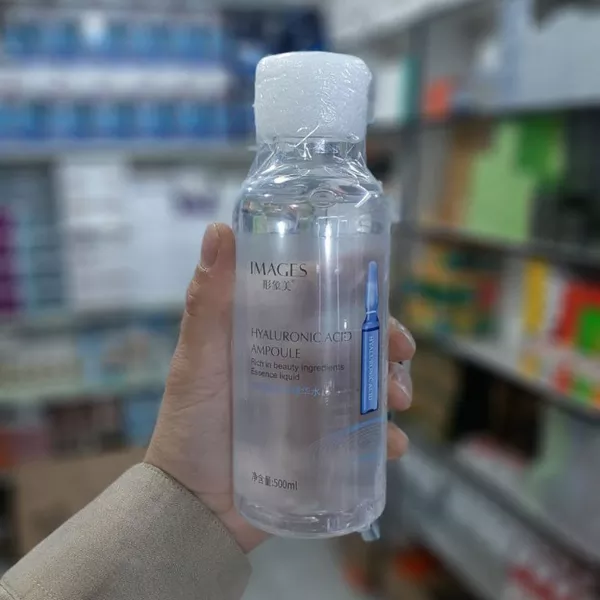 IMAGES
形象美®
HYALURONIC ACID
AMPOULE
Rich in beauty ingredients
Essence liquid
净含量:500ml